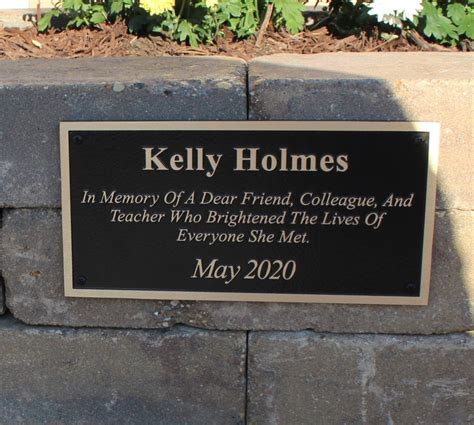 Kelly Holmes
In Memory Of A Dear Friend, Colleague, And
Teacher Who Brightened The Lives Of
Everyone She Met.
May 2020